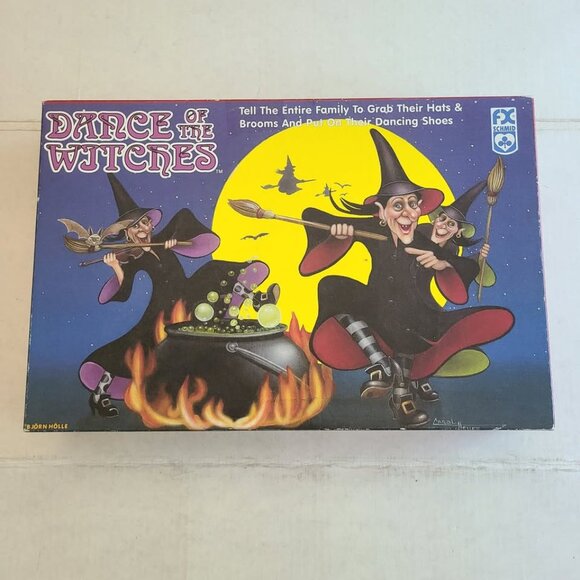 DANCE OF THE
WITCHES™
Tell The Entire Family To Grab Their Hats &
Brooms And Put On Their Dancing Shoes
FX
SCHMID
BJÖRN HÖLLE